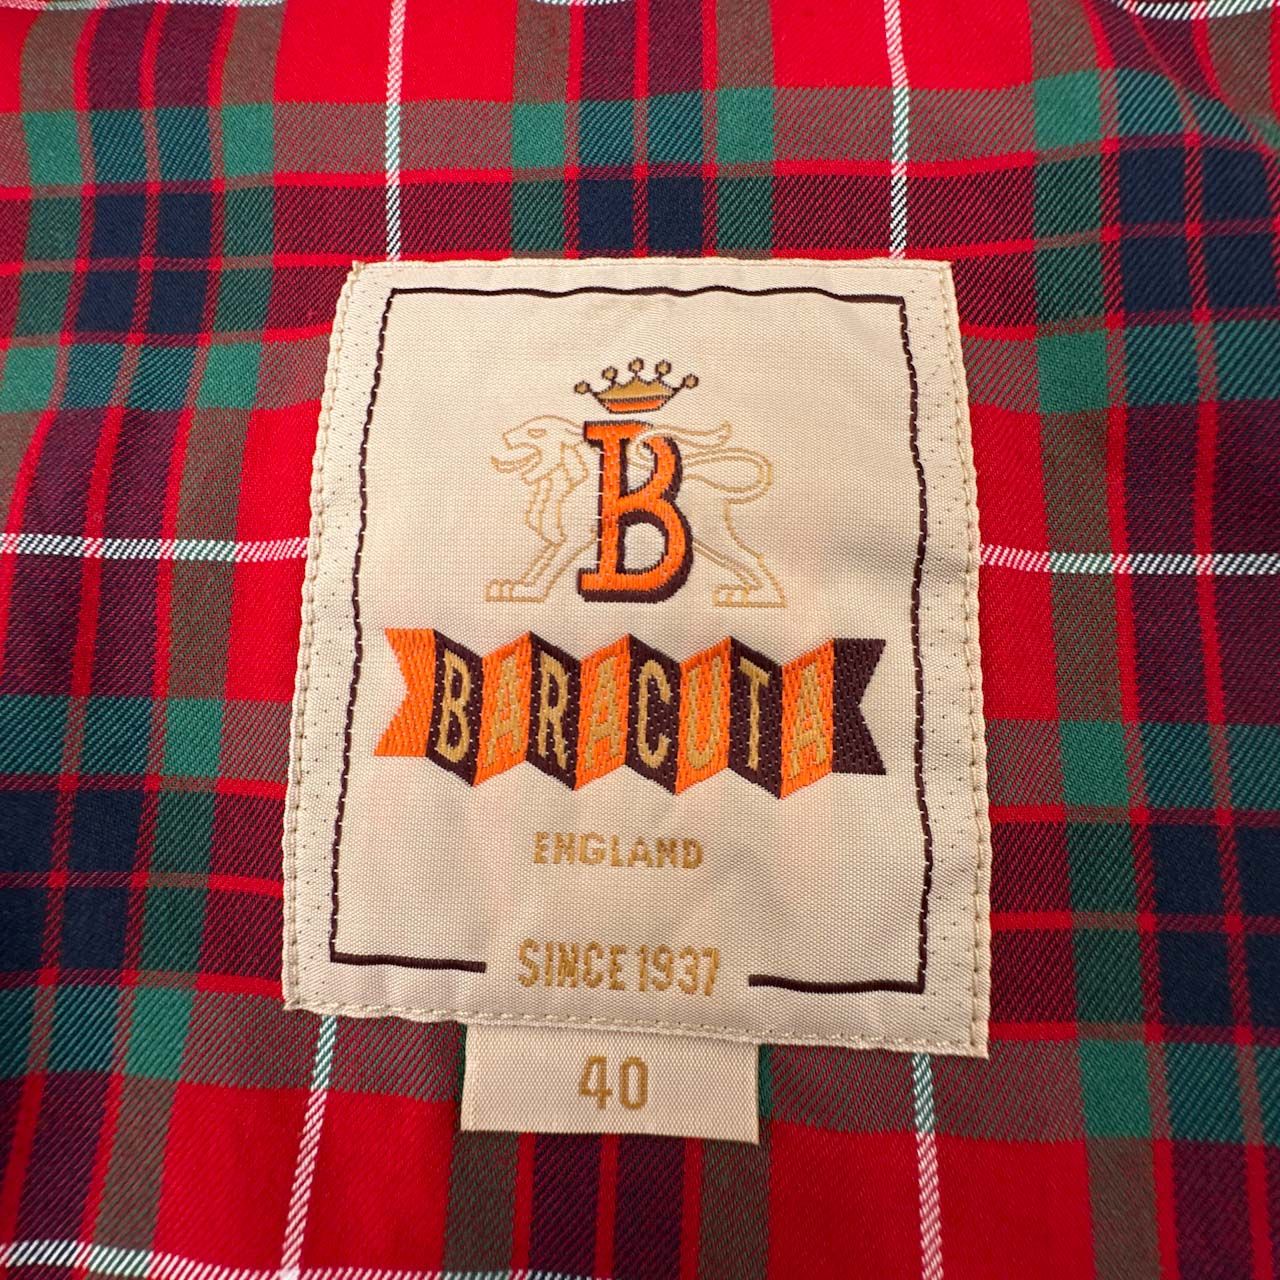 B
BARACUTA
ENGLAND
SINCE 1937
40